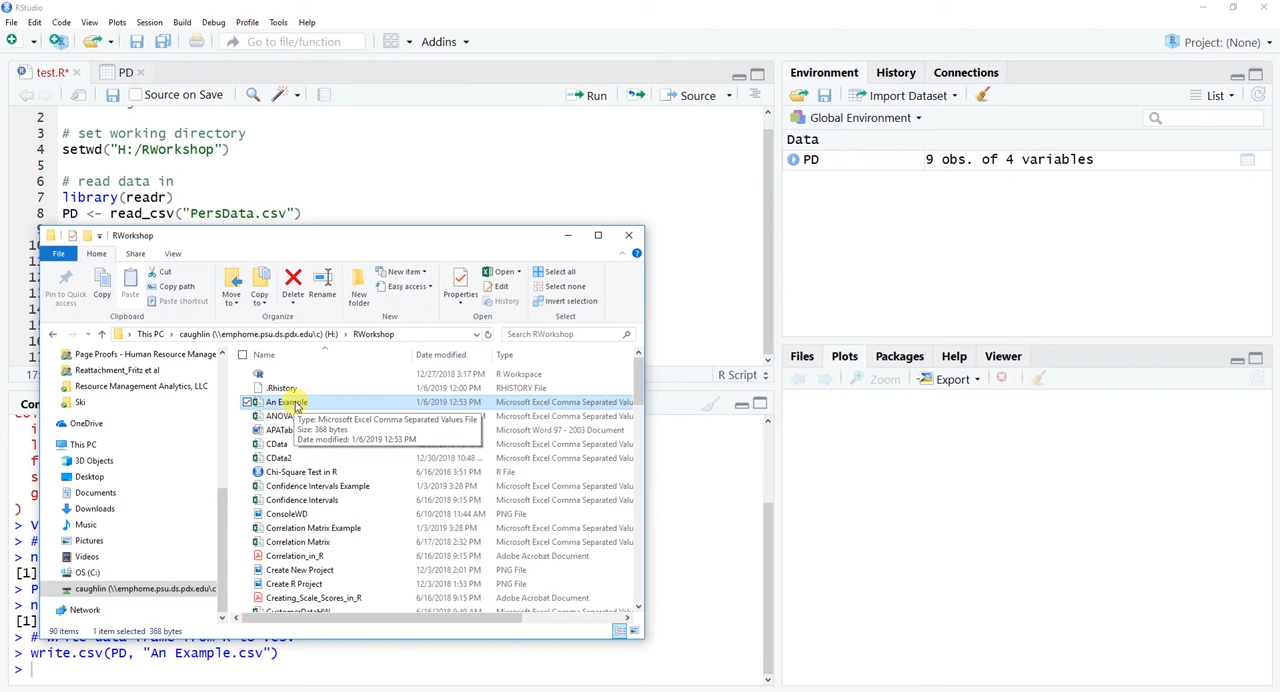 RStudio
File Edit Code View Plots Session Build Debug Profile Tools Help
Go to file/function Addins Project: (None)
test.R* PD
Source on Save Run Source
2
3 # set working directory
4 setwd("H:/RWorkshop")
5
6 # read data in
7 library(readr)
8 PD <- read_csv("PersData.csv")
R Script
Environment History Connections
Import Dataset List
Global Environment
Data
PD 9 obs. of 4 variables
Files Plots Packages Help Viewer
Zoom Export
RWorkshop
File Home Share View
Pin to Quick access Copy Paste Cut Copy path Paste shortcut
Clipboard
Move to Copy to Delete Rename
Organize
New folder New item Easy access
New
Properties Open Edit History
Open
Select all Select none Invert selection
Select
This PC caughlin (\\emphome.psu.ds.pdx.edu\c) (H:) RWorkshop Search RWorkshop
Page Proofs - Human Resource Manage
Reattachment_Fritz et al
Resource Management Analytics, LLC
Ski
OneDrive
This PC
3D Objects
Desktop
Documents
Downloads
Music
Pictures
Videos
OS (C:)
caughlin (\\emphome.psu.ds.pdx.edu\c
Network
Name Date modified Type
12/27/2018 3:17 PM R Workspace
.Rhistory 1/6/2019 12:00 PM RHISTORY File
An Example 1/6/2019 12:53 PM Microsoft Excel Comma Separated Valu
ANOVA Microsoft Excel Comma Separated Valu
APATab Microsoft Word 97 - 2003 Document
CData Microsoft Excel Comma Separated Valu
Type: Microsoft Excel Comma Separated Values File
Size: 368 bytes
Date modified: 1/6/2019 12:53 PM
CData2 12/30/2018 10:48 ... Microsoft Excel Comma Separated Valu
Chi-Square Test in R 6/16/2018 3:51 PM R File
Confidence Intervals Example 1/3/2019 3:28 PM Microsoft Excel Comma Separated Valu
Confidence Intervals 6/16/2018 9:15 PM Microsoft Excel Comma Separated Valu
ConsoleWD 6/10/2018 11:44 AM PNG File
Correlation Matrix Example 1/3/2019 3:28 PM Microsoft Excel Comma Separated Valu
Correlation Matrix 6/17/2018 2:32 PM Microsoft Excel Comma Separated Valu
Correlation_in_R 6/16/2018 9:15 PM Adobe Acrobat Document
Create New Project 12/3/2018 2:01 PM PNG File
Create R Project 12/3/2018 1:53 PM PNG File
Creating_Scale_Scores_in_R 6/16/2018 9:15 PM Adobe Acrobat Document
90 items 1 item selected 368 bytes
)
> V
> #
> n
[1]
> P
> n
[1]
> write.csv(PD, "An Example.csv")
>